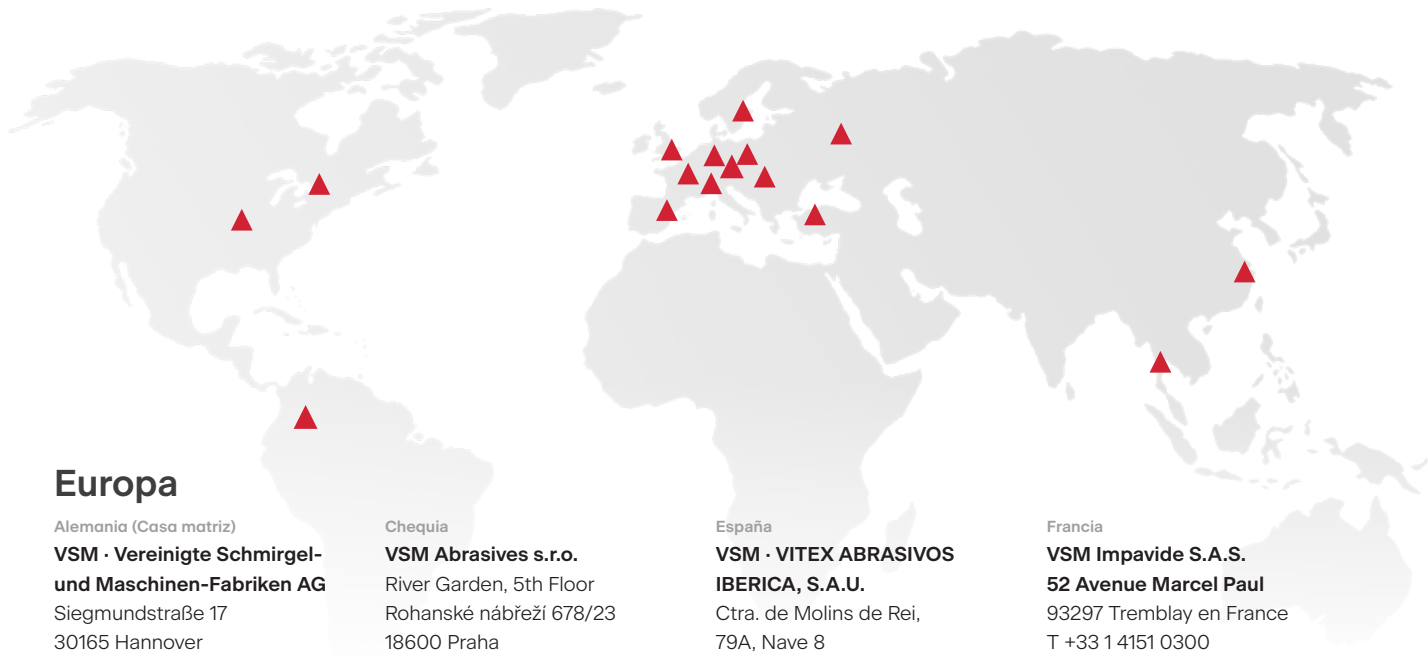 Europa
Alemania (Casa matriz)
VSM · Vereinigte Schmirgel-
und Maschinen-Fabriken AG
Siegmundstraße 17
30165 Hannover
Chequia
VSM Abrasives s.r.o.
River Garden, 5th Floor
Rohanské nábřeží 678/23
18600 Praha
España
VSM · VITEX ABRASIVOS
IBERICA, S.A.U.
Ctra. de Molins de Rei,
79A, Nave 8
Francia
VSM Impavide S.A.S.
52 Avenue Marcel Paul
93297 Tremblay en France
T +33 1 4151 0300